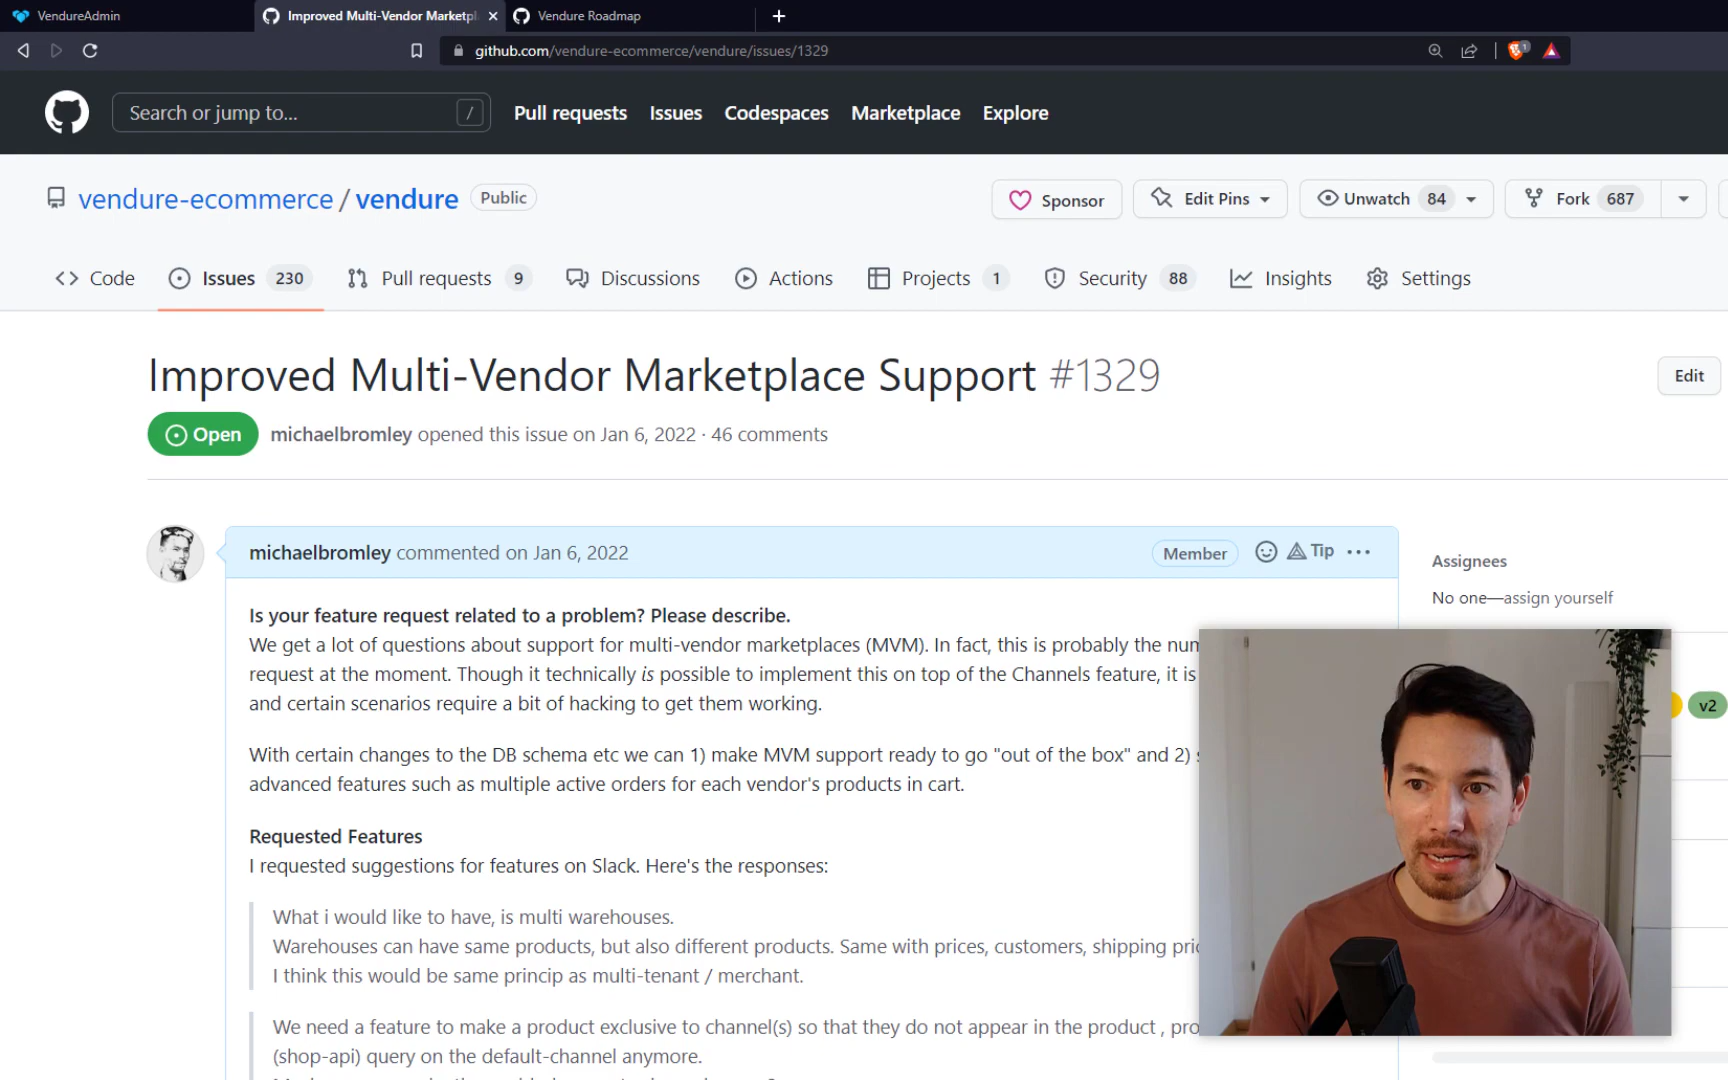 VendureAdmin
Improved Multi-Vendor Marketpl
Vendure Roadmap
github.com/vendure-ecommerce/vendure/issues/1329
1
Search or jump to...
/
Pull requests
Issues
Codespaces
Marketplace
Explore
vendure-ecommerce / vendure
Public
Sponsor
Edit Pins
Unwatch 84
Fork 687
Code
Issues 230
Pull requests 9
Discussions
Actions
Projects 1
Security 88
Insights
Settings
Improved Multi-Vendor Marketplace Support #1329
Edit
Open
michaelbromley opened this issue on Jan 6, 2022 · 46 comments
michaelbromley commented on Jan 6, 2022
Member
Tip
Assignees
No one—assign yourself
v2
Is your feature request related to a problem? Please describe.
We get a lot of questions about support for multi-vendor marketplaces (MVM). In fact, this is probably the num
request at the moment. Though it technically is possible to implement this on top of the Channels feature, it is
and certain scenarios require a bit of hacking to get them working.
With certain changes to the DB schema etc we can 1) make MVM support ready to go "out of the box" and 2) s
advanced features such as multiple active orders for each vendor's products in cart.
Requested Features
I requested suggestions for features on Slack. Here's the responses:
What i would like to have, is multi warehouses.
Warehouses can have same products, but also different products. Same with prices, customers, shipping pric
I think this would be same princip as multi-tenant / merchant.
We need a feature to make a product exclusive to channel(s) so that they do not appear in the product , pro
(shop-api) query on the default-channel anymore.